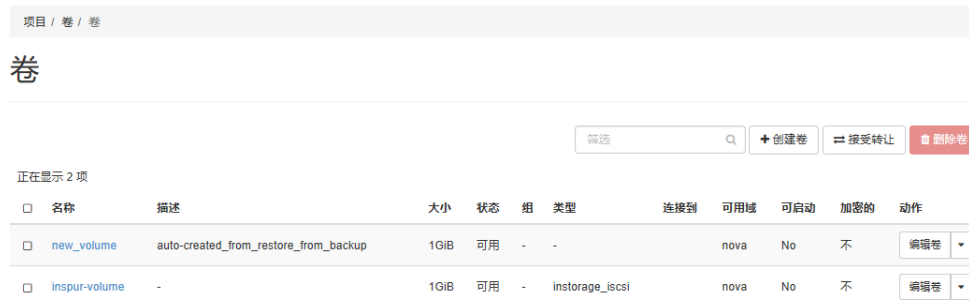 项目 / 卷 / 卷
卷
筛选 创建卷 接受转让 删除卷
正在显示 2 项
名称 描述 大小 状态 组 类型 连接到 可用域 可启动 加密的 动作
new_volume auto-created_from_restore_from_backup 1GiB 可用 - - nova No 不 编辑卷
inspur-volume - 1GiB 可用 - instorage_iscsi nova No 不 编辑卷